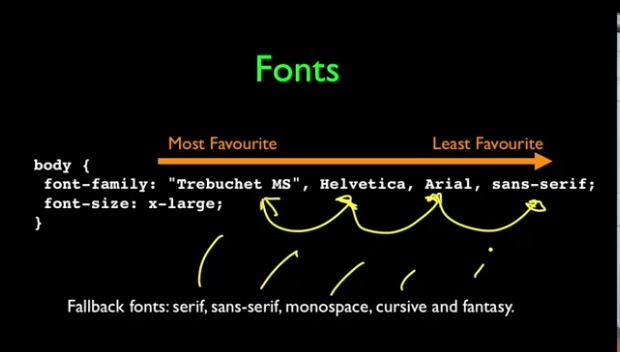 Fonts
Most Favourite Least Favourite
body {
font-family: "Trebuchet MS", Helvetica, Arial, sans-serif;
font-size: x-large;
}
Fallback fonts: serif, sans-serif, monospace, cursive and fantasy.